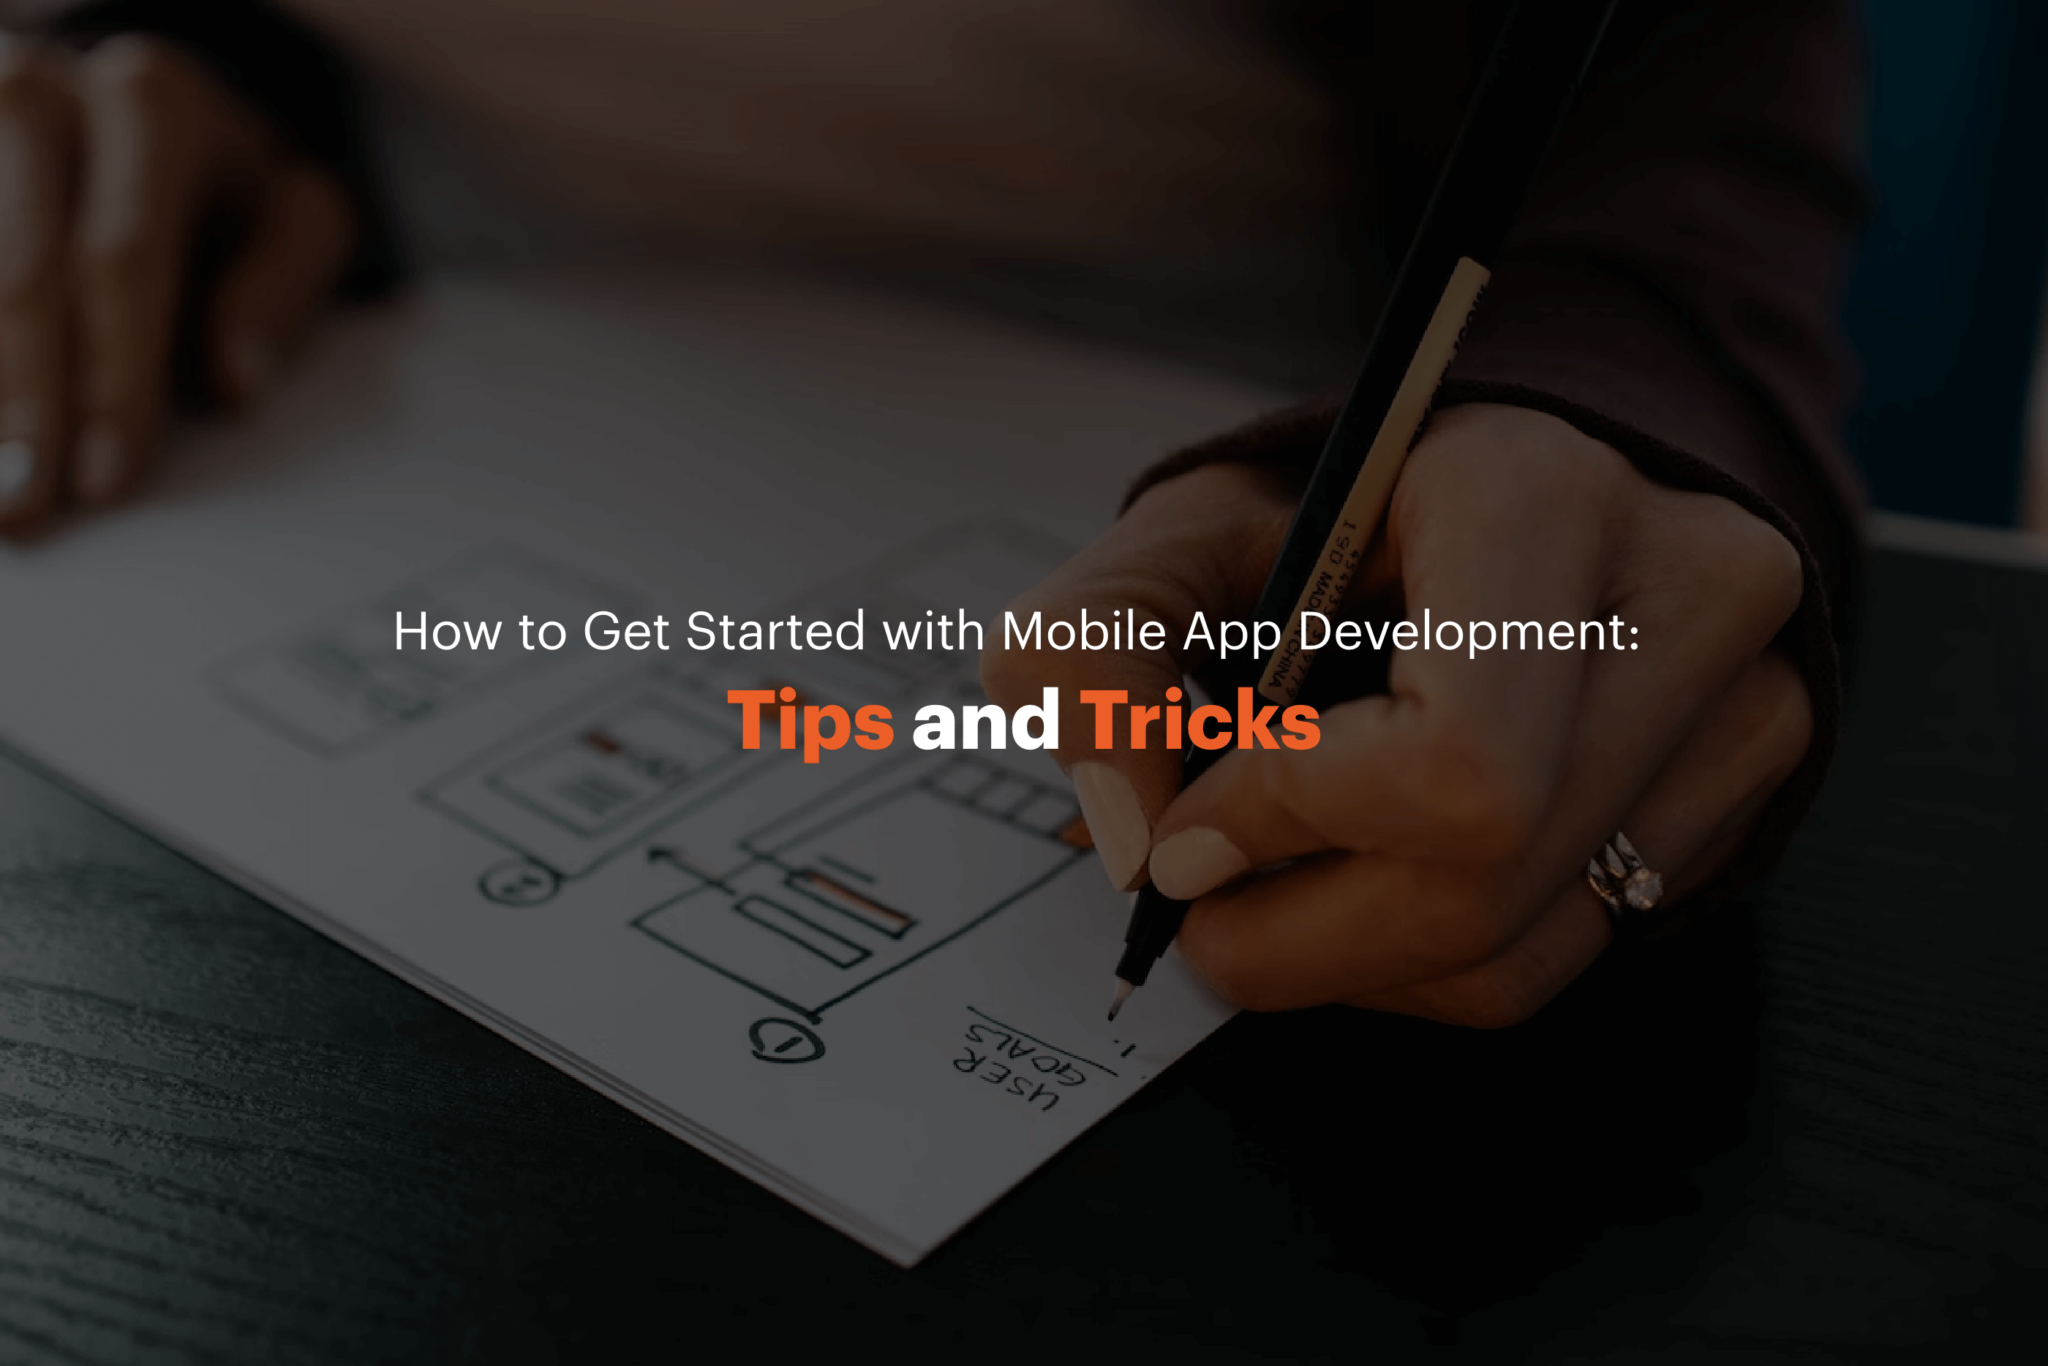 How to Get Started with Mobile App Development:
Tips and Tricks
USER
GOALS
1.